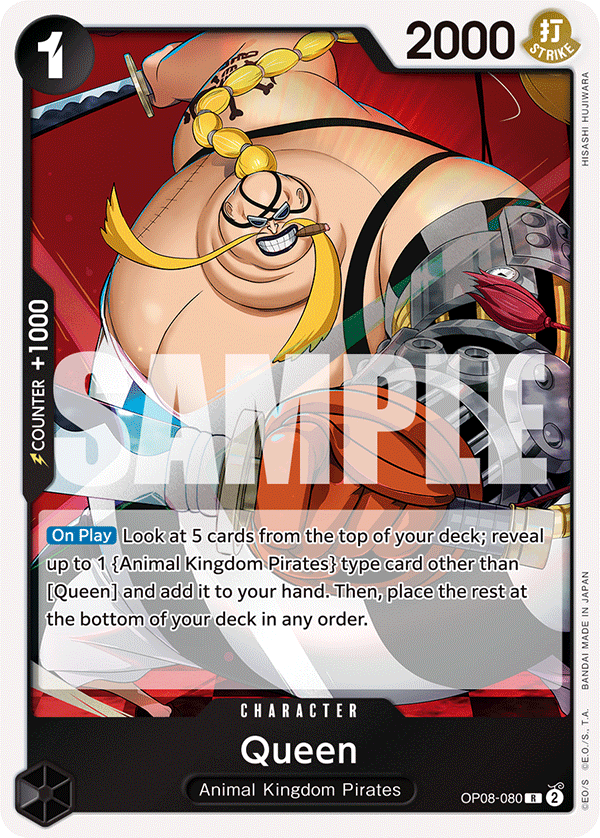 1
2000
打
STRIKE
HISASHI HUJIWARA
COUNTER +1000
SAMPLE
On Play Look at 5 cards from the top of your deck; reveal
up to 1 {Animal Kingdom Pirates} type card other than
[Queen] and add it to your hand. Then, place the rest at
the bottom of your deck in any order.
CHARACTER
Queen
Animal Kingdom Pirates
OP08-080 R 2
©E.O/S ©E.O./S., T.A. BANDAI MADE IN JAPAN